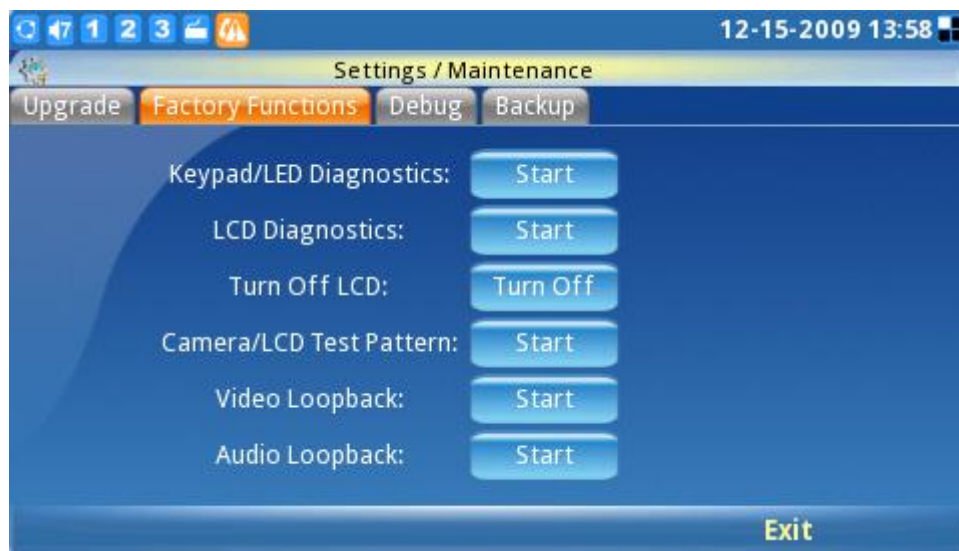 7 1 2 3 12-15-2009 13:58
Settings / Maintenance
Upgrade Factory Functions Debug Backup
Keypad/LED Diagnostics: Start
LCD Diagnostics: Start
Turn Off LCD: Turn Off
Camera/LCD Test Pattern: Start
Video Loopback: Start
Audio Loopback: Start
Exit